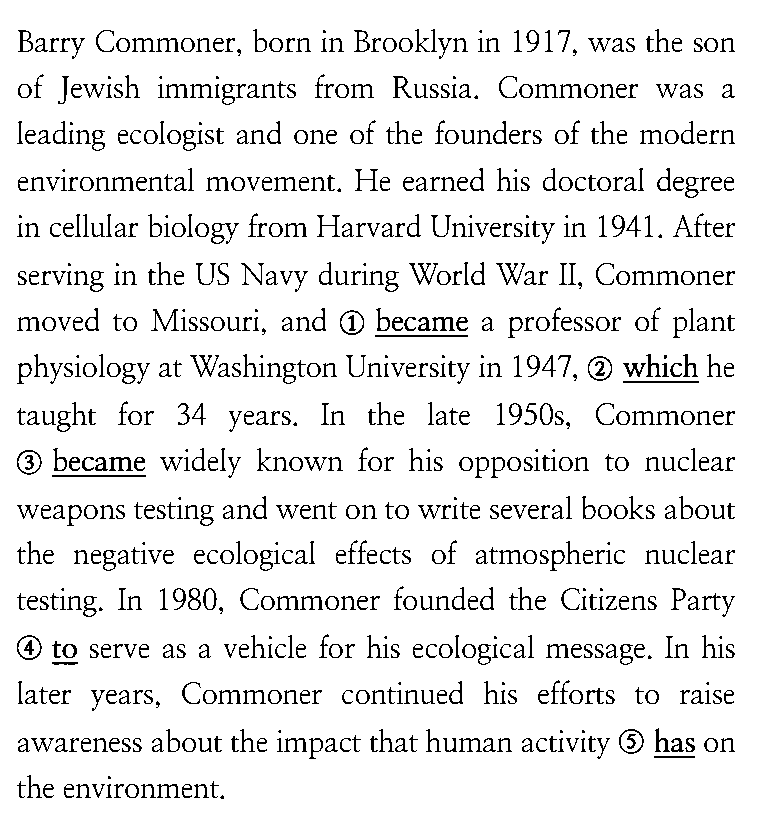 Barry Commoner, born in Brooklyn in 1917, was the son
of Jewish immigrants from Russia. Commoner was a
leading ecologist and one of the founders of the modern
environmental movement. He earned his doctoral degree
in cellular biology from Harvard University in 1941. After
serving in the US Navy during World War II, Commoner
moved to Missouri, and ① became a professor of plant
physiology at Washington University in 1947, ② which he
taught for 34 years. In the late 1950s, Commoner
③ became widely known for his opposition to nuclear
weapons testing and went on to write several books about
the negative ecological effects of atmospheric nuclear
testing. In 1980, Commoner founded the Citizens Party
④ to serve as a vehicle for his ecological message. In his
later years, Commoner continued his efforts to raise
awareness about the impact that human activity ⑤ has on
the environment.